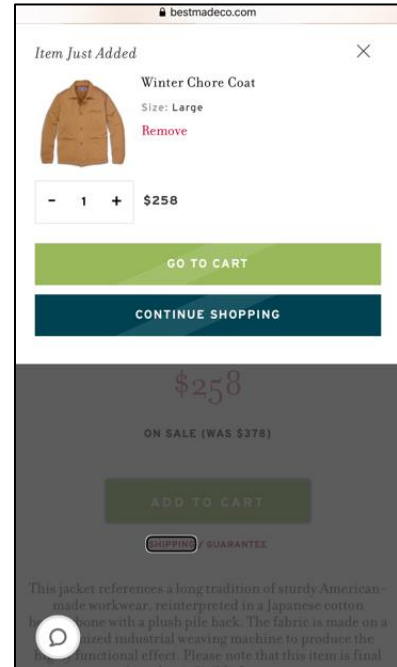 bestmadeco.com
Item Just Added
Winter Chore Coat
Size: Large
Remove
- 1 + $258
GO TO CART
CONTINUE SHOPPING
$258
ON SALE (WAS $378)
ADD TO CART
SHIPPING / GUARANTEE
This jacket references a long tradition of sturdy American-
made workwear, reinterpreted in a Japanese cotton
bone with a plush pile back. The fabric is made on a
industrial weaving machine to produce the
functional effect. Please note that this item is final